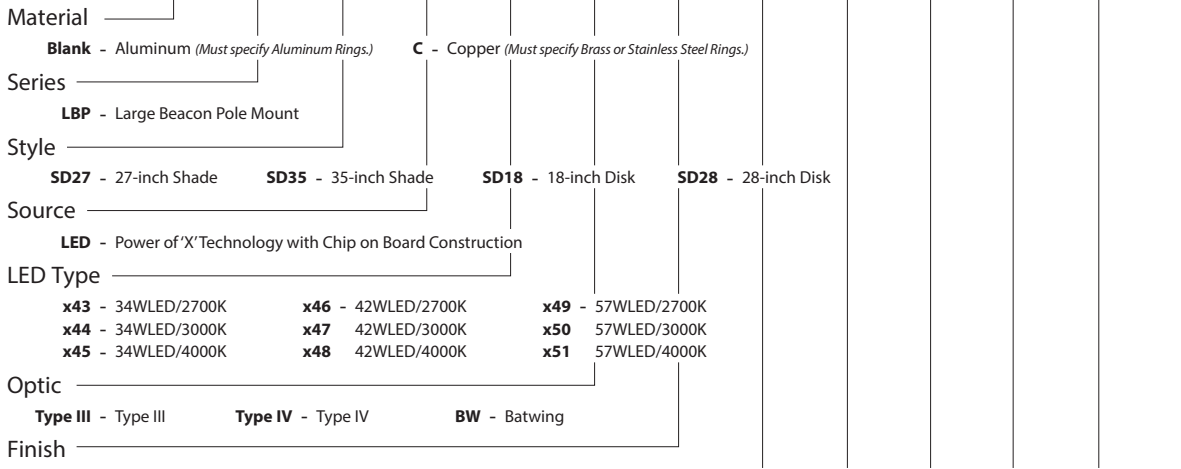 Material
Blank - Aluminum (Must specify Aluminum Rings.) C - Copper (Must specify Brass or Stainless Steel Rings.)
Series
LBP - Large Beacon Pole Mount
Style
SD27 - 27-inch Shade SD35 - 35-inch Shade SD18 - 18-inch Disk SD28 - 28-inch Disk
Source
LED - Power of 'X' Technology with Chip on Board Construction
LED Type
x43 - 34WLED/2700K x46 - 42WLED/2700K x49 - 57WLED/2700K
x44 - 34WLED/3000K x47 42WLED/3000K x50 57WLED/3000K
x45 - 34WLED/4000K x48 42WLED/4000K x51 57WLED/4000K
Optic
Type III - Type III Type IV - Type IV BW - Batwing
Finish